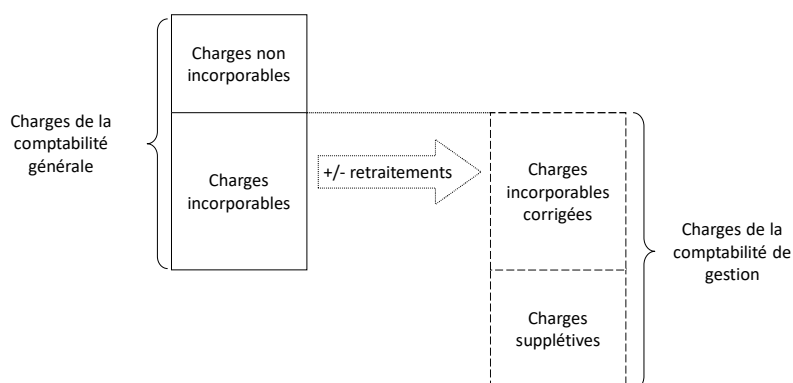 Charges non
incorporables
Charges de la
comptabilité
générale
Charges
incorporables
+/- retraitements
Charges
incorporables
corrigées
Charges de la
comptabilité de
gestion
Charges
supplétives